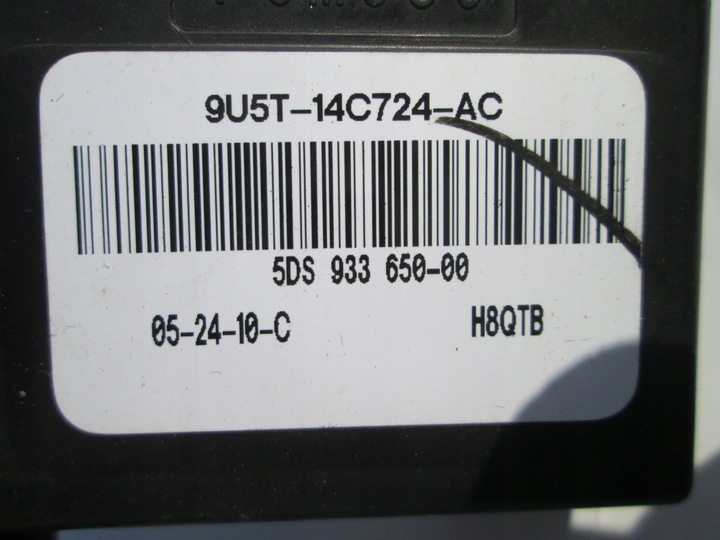 9U5T-14C724-AC
5DS 933 650-00
05-24-10-C
H8QTB